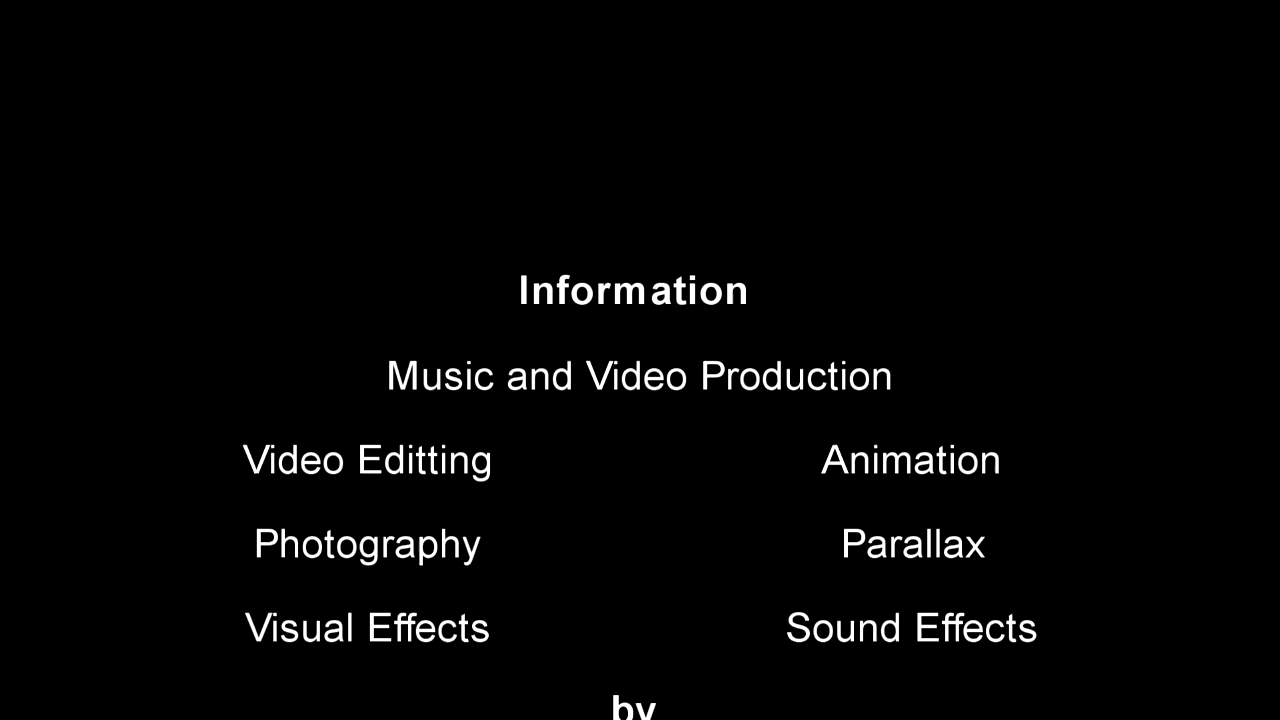 Information
Music and Video Production
Video Editting Animation
Photography Parallax
Visual Effects Sound Effects
by